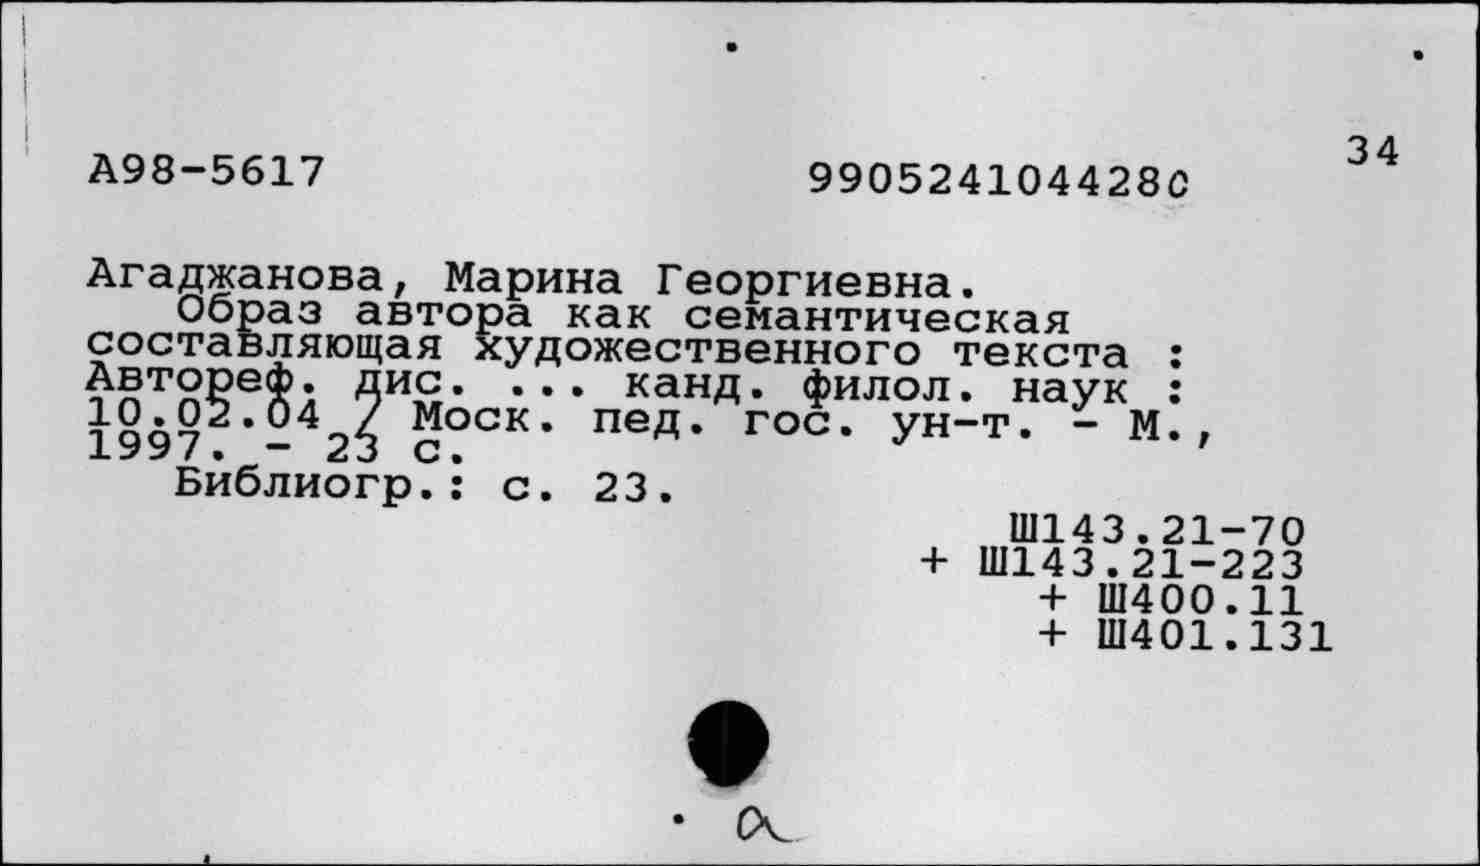 34
А98-5617 990524104428с
Агаджанова, Марина Георгиевна.
Образ автора как семантическая
составляющая художественного текста :
Автореф. дис. ... канд. филол. наук :
10.02.04 / Моск. пед. гос. ун-т. - М.,
1997. - 23 с.
Библиогр.: с. 23.
Ш143.21-70
+ Ш143.21-223
+ Ш400.11
+ Ш401.131